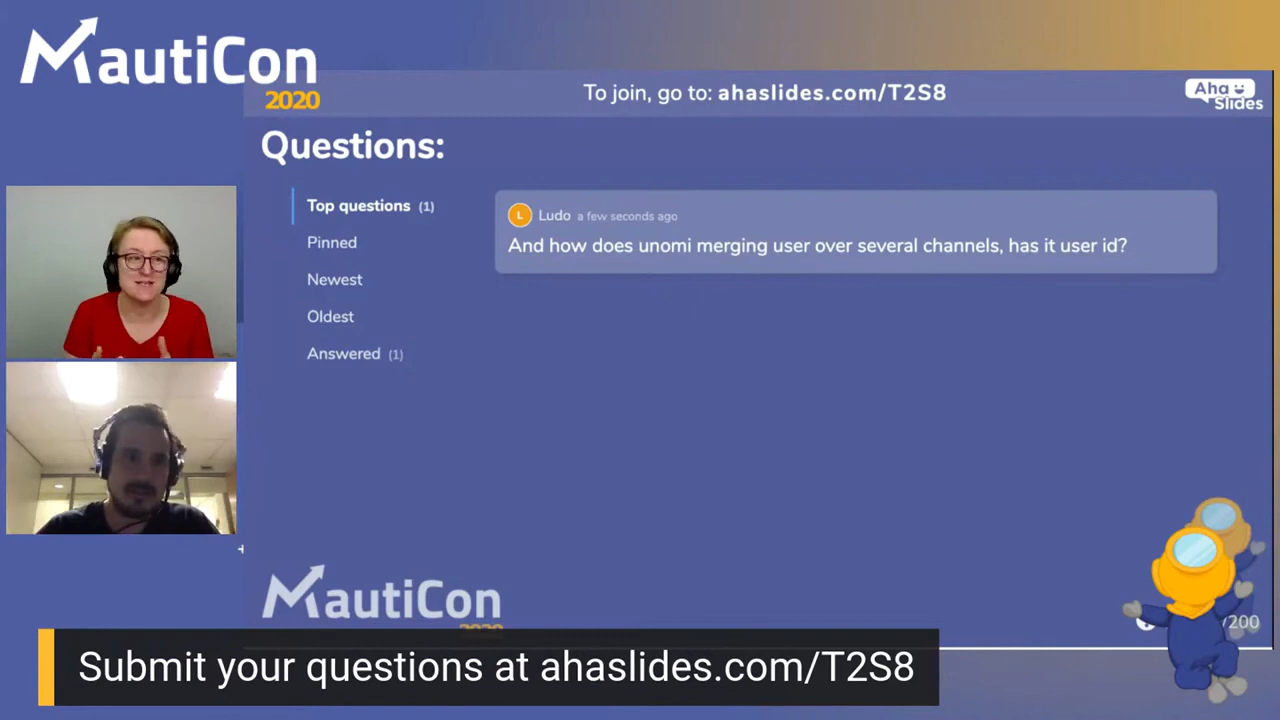 MautiCon
2020
To join, go to: ahaslides.com/T2S8
Aha
Slides
Questions:
Top questions (1)
Pinned
Newest
Oldest
Answered (1)
L Ludo a few seconds ago
And how does unomi merging user over several channels, has it user id?
MautiCon
/200
Submit your questions at ahaslides.com/T2S8